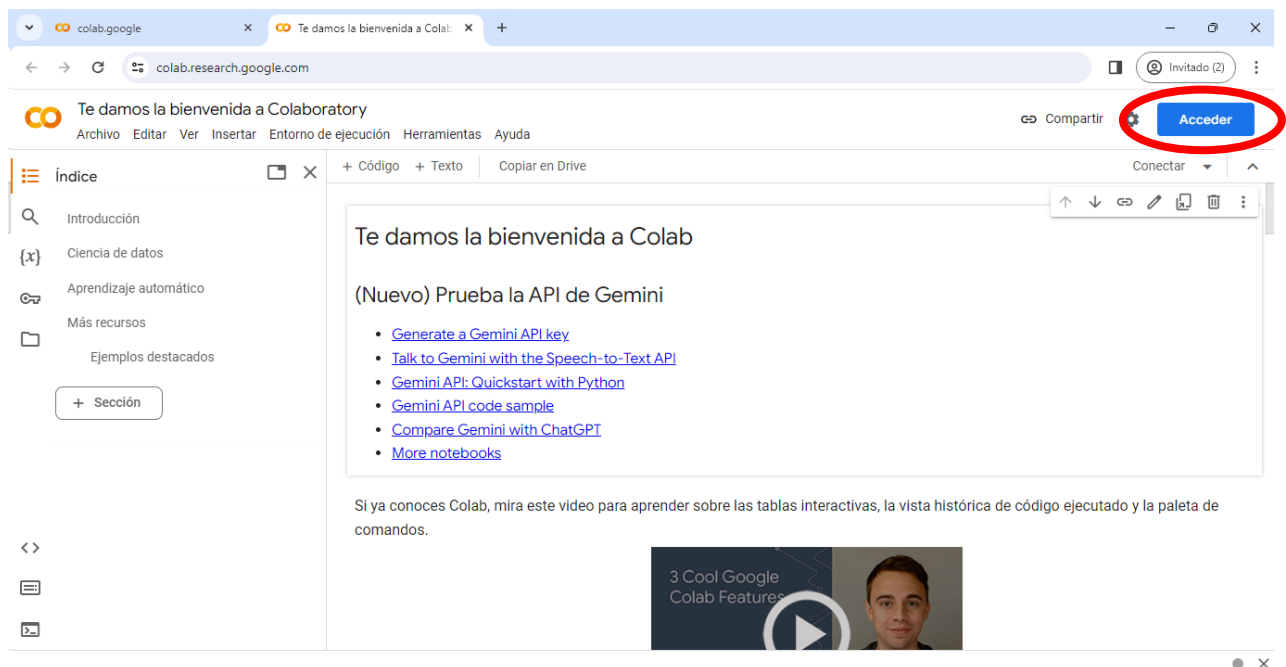 colab.google
Te damos la bienvenida a Colab
colab.research.google.com
Invitado (2)
Te damos la bienvenida a Colaboratory
Archivo Editar Ver Insertar Entorno de ejecución Herramientas Ayuda
Compartir
Acceder
Índice
+ Código + Texto Copiar en Drive
Conectar
Introducción
{x}
Ciencia de datos
Aprendizaje automático
Más recursos
Ejemplos destacados
+ Sección
Te damos la bienvenida a Colab
(Nuevo) Prueba la API de Gemini
• Generate a Gemini API key
• Talk to Gemini with the Speech-to-Text API
• Gemini API: Quickstart with Python
• Gemini API code sample
• Compare Gemini with ChatGPT
• More notebooks
Si ya conoces Colab, mira este video para aprender sobre las tablas interactivas, la vista histórica de código ejecutado y la paleta de
comandos.
3 Cool Google
Colab Features